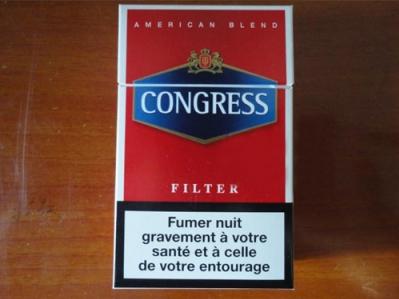 AMERICAN BLEND
CONGRESS
FILTER
Fumer nuit
gravement à votre
santé et à celle
de votre entourage